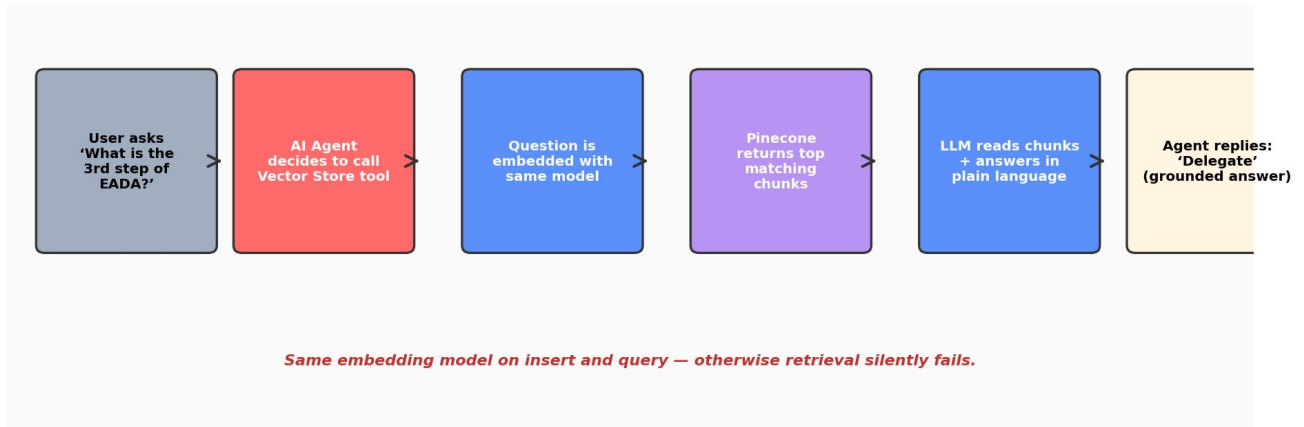 User asks
‘What is the
3rd step of
EADA?’
AI Agent
decides to call
Vector Store tool
Question is
embedded with
same model
Pinecone
returns top
matching
chunks
LLM reads chunks
+ answers in
plain language
Agent replies:
‘Delegate’
(grounded answer)
Same embedding model on insert and query — otherwise retrieval silently fails.